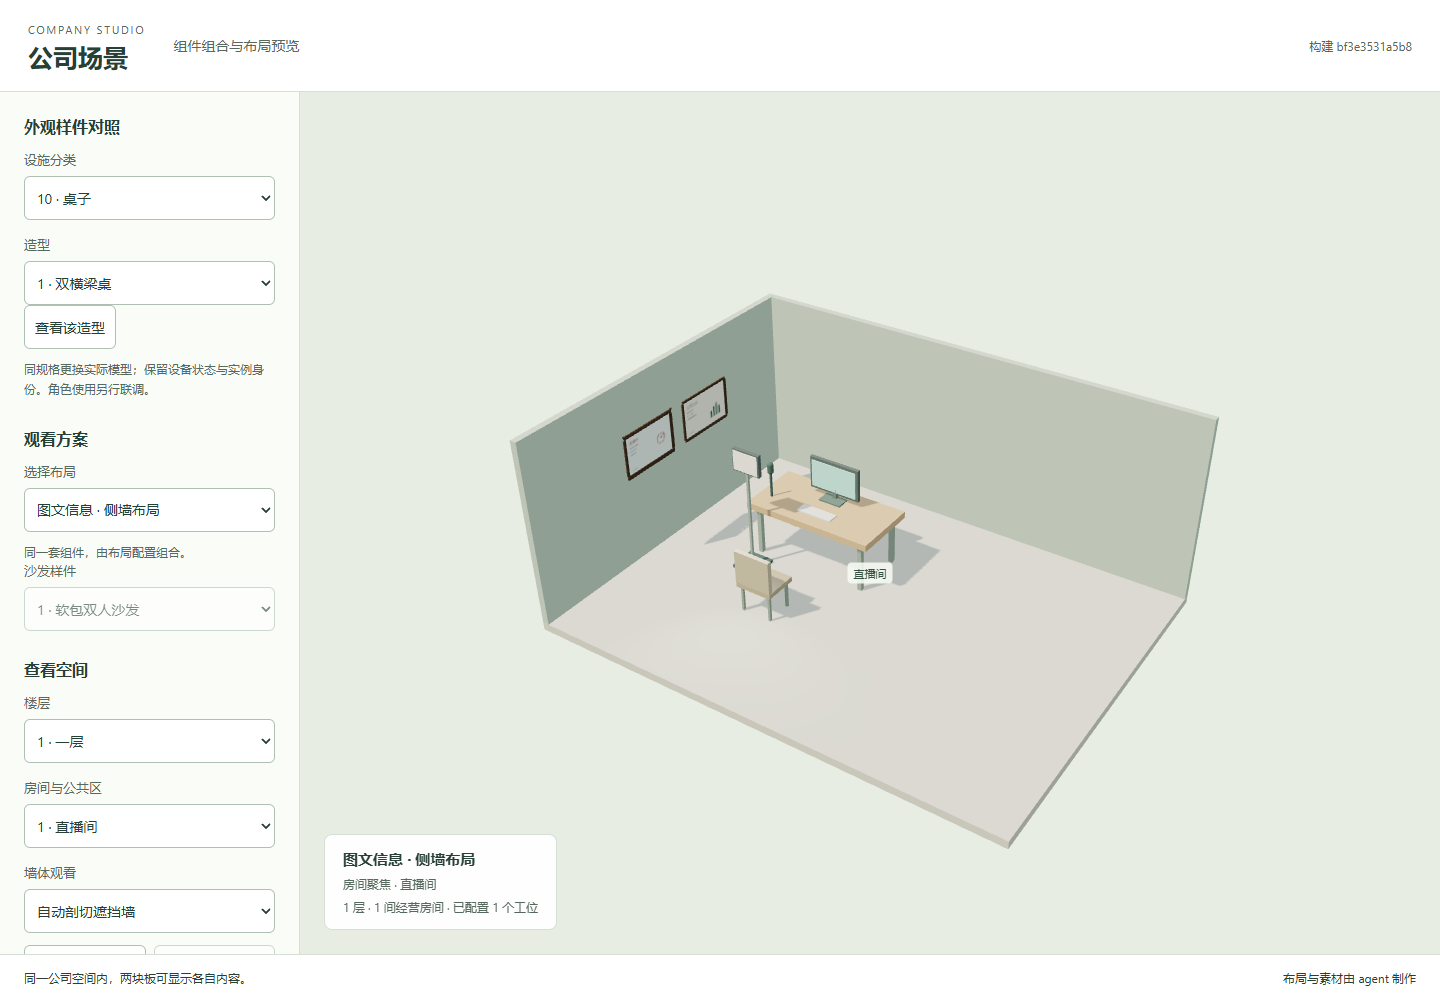 COMPANY STUDIO
公司场景
组件组合与布局预览
构建 bf3e3531a5b8
外观样件对照
设施分类
10 · 桌子
造型
1 · 双横梁桌
查看该造型
同规格更换实际模型；保留设备状态与实例身
份。角色使用另行联调。
观看方案
选择布局
图文信息 · 侧墙布局
同一套组件，由布局配置组合。
沙发样件
1 · 软包双人沙发
查看空间
楼层
1 · 一层
房间与公共区
1 · 直播间
墙体观看
自动剖切遮挡墙
直播间
图文信息 · 侧墙布局
房间聚焦 · 直播间
1 层 · 1 间经营房间 · 已配置 1 个工位
同一公司空间内，两块板可显示各自内容。
布局与素材由 agent 制作